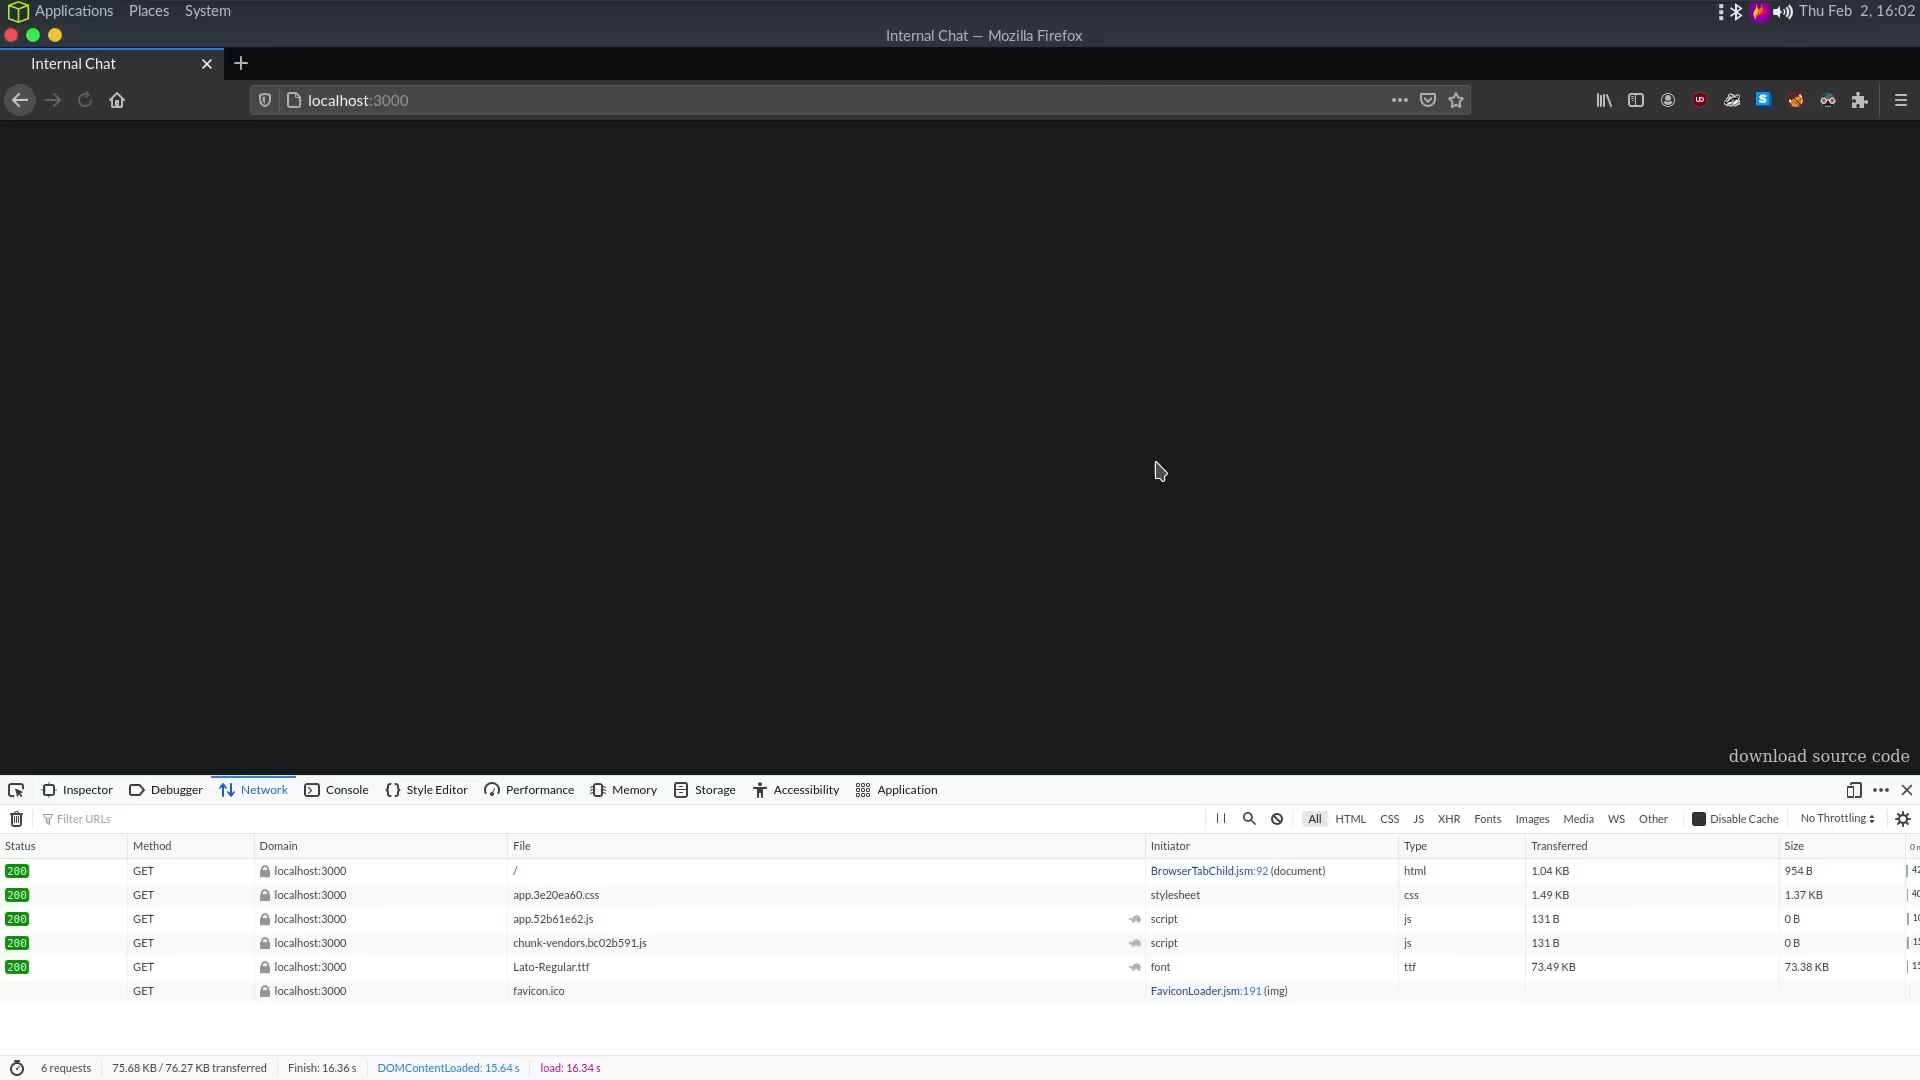 Applications Places System Thu Feb 2, 16:02
Internal Chat — Mozilla Firefox
Internal Chat
localhost:3000
download source code
Inspector Debugger Network Console Style Editor Performance Memory Storage Accessibility Application
Filter URLs All HTML CSS JS XHR Fonts Images Media WS Other Disable Cache No Throttling
Status Method Domain File Initiator Type Transferred Size
200 GET localhost:3000 / BrowserTabChild.jsm:92 (document) html 1.04 KB 954 B
200 GET localhost:3000 app.3e20ea60.css stylesheet css 1.49 KB 1.37 KB
200 GET localhost:3000 app.52b61e62.js script js 131 B 0 B
200 GET localhost:3000 chunk-vendors.bc02b591.js script js 131 B 0 B
200 GET localhost:3000 Lato-Regular.ttf font ttf 73.49 KB 73.38 KB
GET localhost:3000 favicon.ico FaviconLoader.jsm:191 (img)
6 requests 75.68 KB / 76.27 KB transferred Finish: 16.36 s DOMContentLoaded: 15.64 s load: 16.34 s